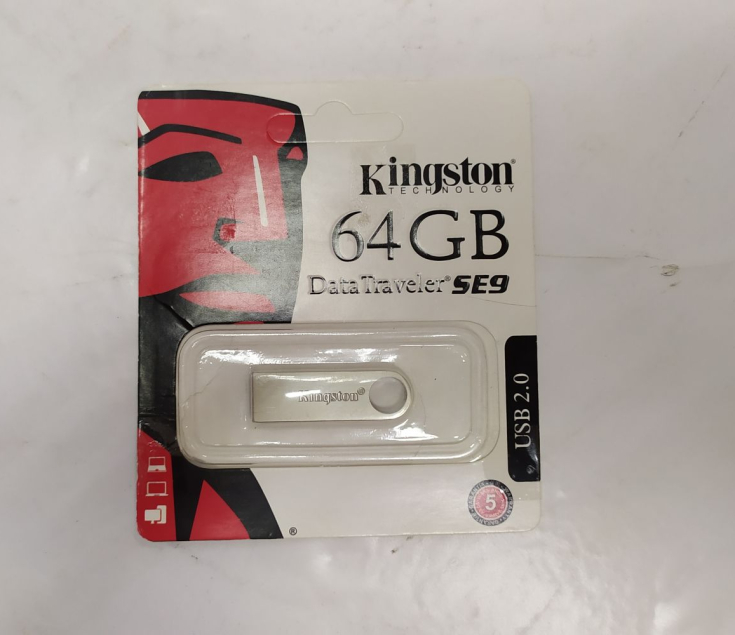 Kingston®
TECHNOLOGY
64GB
DataTraveler® SE9
Kingston®
USB 2.0
5
®